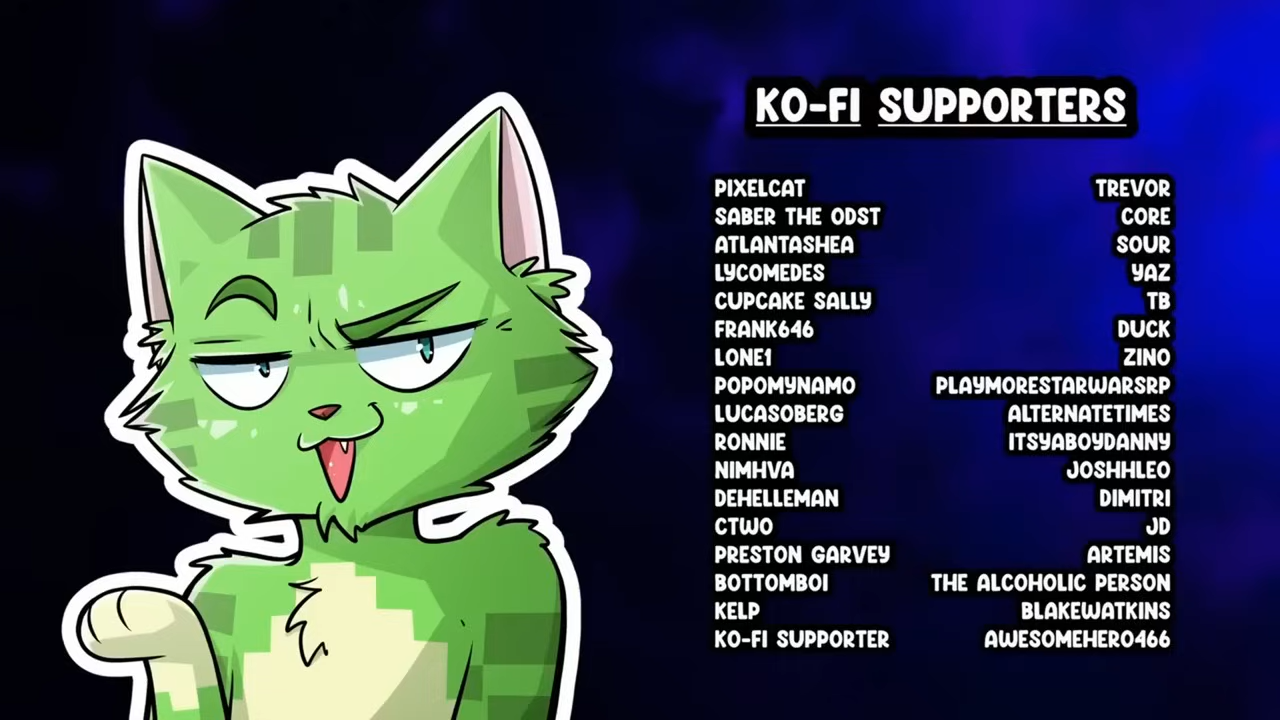 KO-FI SUPPORTERS
PIXELCAT
SABER THE ODST
ATLANTASHEA
LYCOMEDES
CUPCAKE SALLY
FRANK646
LONE1
POPOMYNAMO
LUCASOBERG
RONNIE
NIMHVA
DEHELLEMAN
CTWO
PRESTON GARVEY
BOTTOMBOI
KELP
KO-FI SUPPORTER
TREVOR
CORE
SOUR
YAZ
TB
DUCK
ZINO
PLAYMORESTARWARSRP
ALTERNATETIMES
ITSYABOYDANNY
JOSHHLEO
DIMITRI
JD
ARTEMIS
THE ALCOHOLIC PERSON
BLAKEWATKINS
AWESOMEHERO466